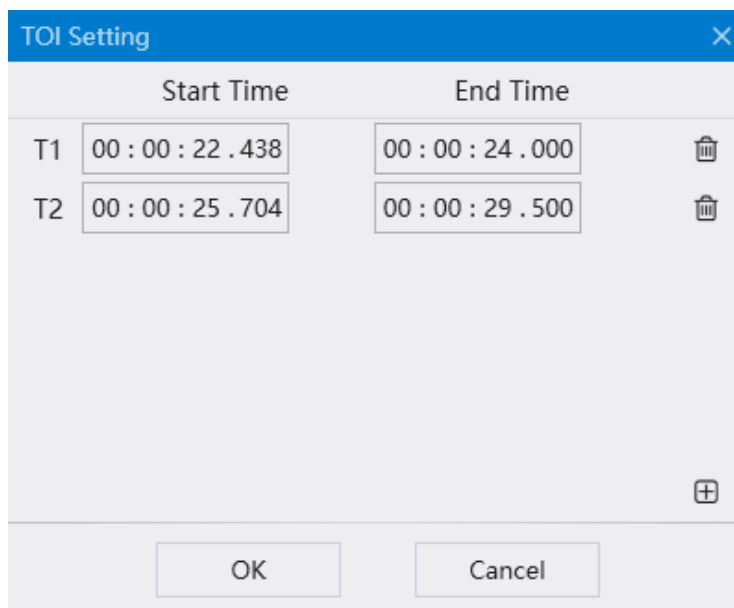 TOI Setting
Start Time End Time
T1 00 : 00 : 22 . 438 00 : 00 : 24 . 000
T2 00 : 00 : 25 . 704 00 : 00 : 29 . 500
OK Cancel